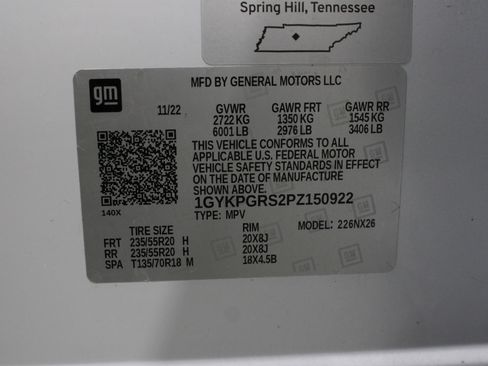 Spring Hill, Tennessee
gm
MFD BY GENERAL MOTORS LLC
11/22 GVWR GAWR FRT GAWR RR
2722 KG 1350 KG 1545 KG
6001 LB 2976 LB 3406 LB
THIS VEHICLE CONFORMS TO ALL
APPLICABLE U.S. FEDERAL MOTOR
VEHICLE SAFETY STANDARDS IN EFFECT
ON THE DATE OF MANUFACTURE
SHOWN ABOVE.
1GYKPGRS2PZ150922
140X TYPE: MPV MODEL: 226NX26
TIRE SIZE RIM
FRT 235/55R20 H 20X8J
RR 235/55R20 H 20X8J
SPA T135/70R18 M 18X4.5B